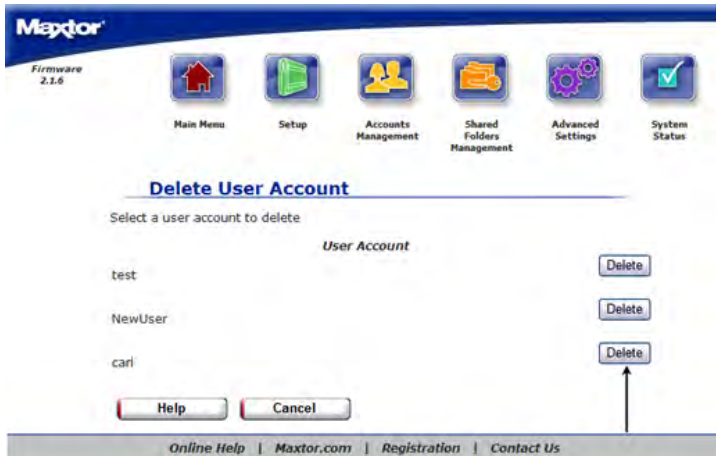 Maxtor
Firmware
2.1.6
Main Menu
Setup
Accounts
Management
Shared
Folders
Management
Advanced
Settings
System
Status
Delete User Account
Select a user account to delete
User Account
test
Delete
NewUser
Delete
carl
Delete
Help
Cancel
Online Help | Maxtor.com | Registration | Contact Us